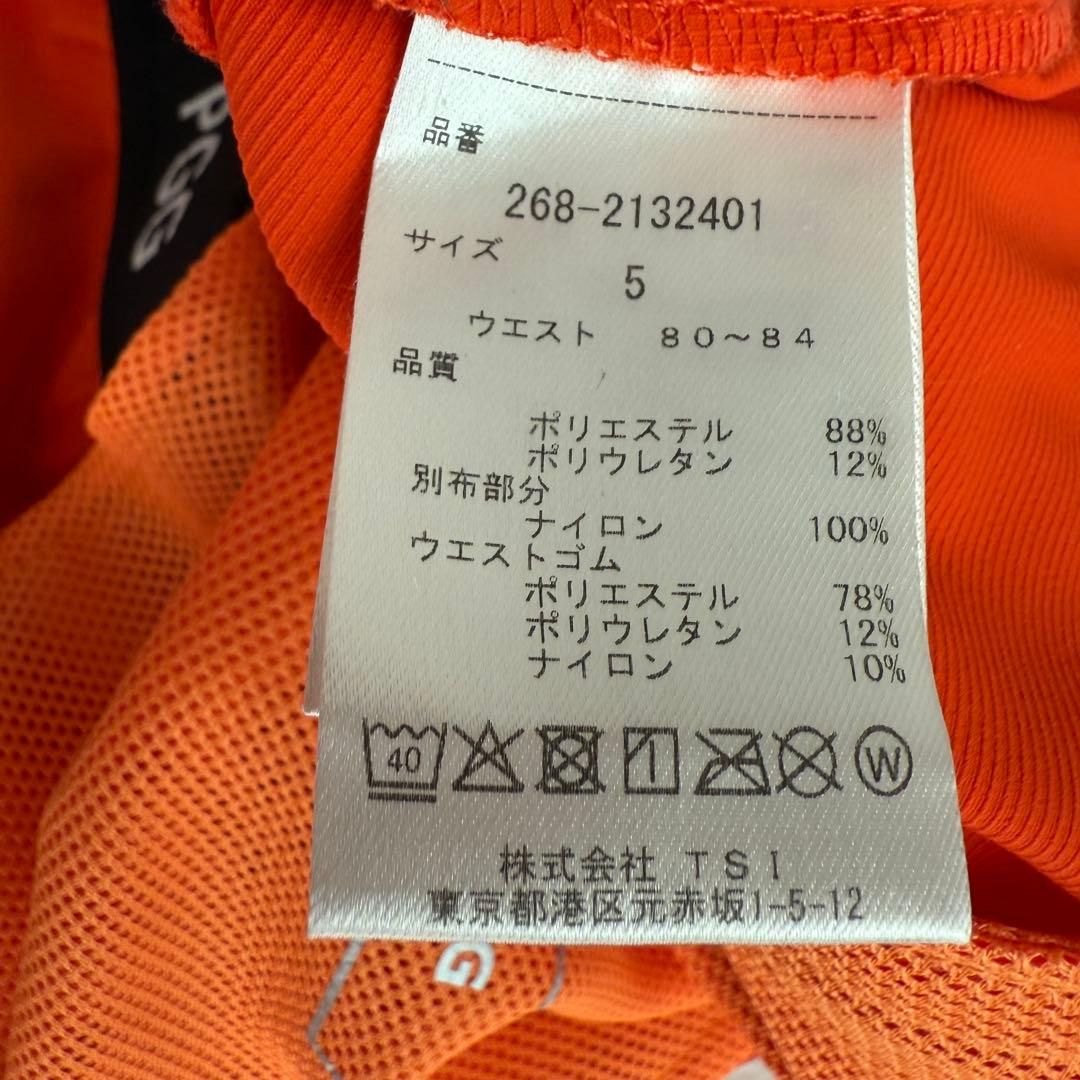 PGG
品番
268-2132401
サイズ
5
ウエスト 80~84
品質
ポリエステル 88%
ポリウレタン 12%
別布部分
ナイロン 100%
ウエストゴム
ポリエステル 78%
ポリウレタン 12%
ナイロン 10%
40
W
株式会社 TSI
東京都港区元赤坂1-5-12
G